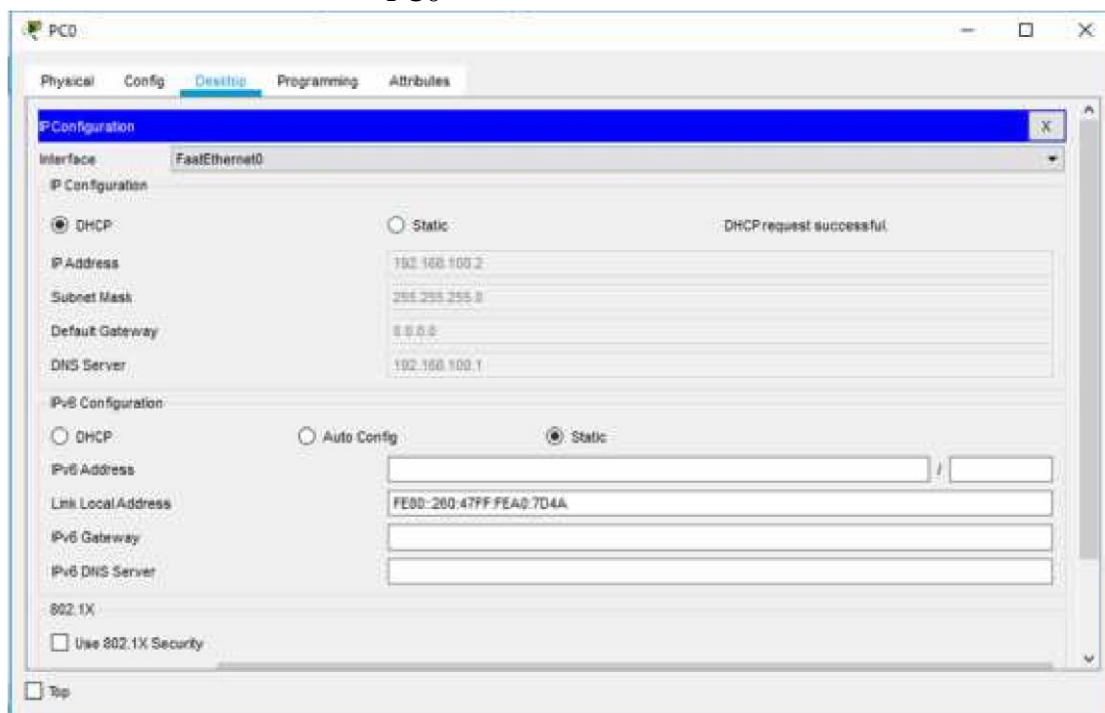 PC0
PC0
Physical Config Desktop Programming Attributes
IP Configuration X
Interface FastEthernet0
IP Configuration
DHCP Static DHCP request successful.
IP Address 192.168.100.2
Subnet Mask 255.255.255.0
Default Gateway 0.0.0.0
DNS Server 192.168.100.1
IPv6 Configuration
DHCP Auto Config Static
IPv6 Address /
Link Local Address FE80::260:47FF:FEA0:7D4A
IPv6 Gateway
IPv6 DNS Server
802.1X
Use 802.1X Security
Top